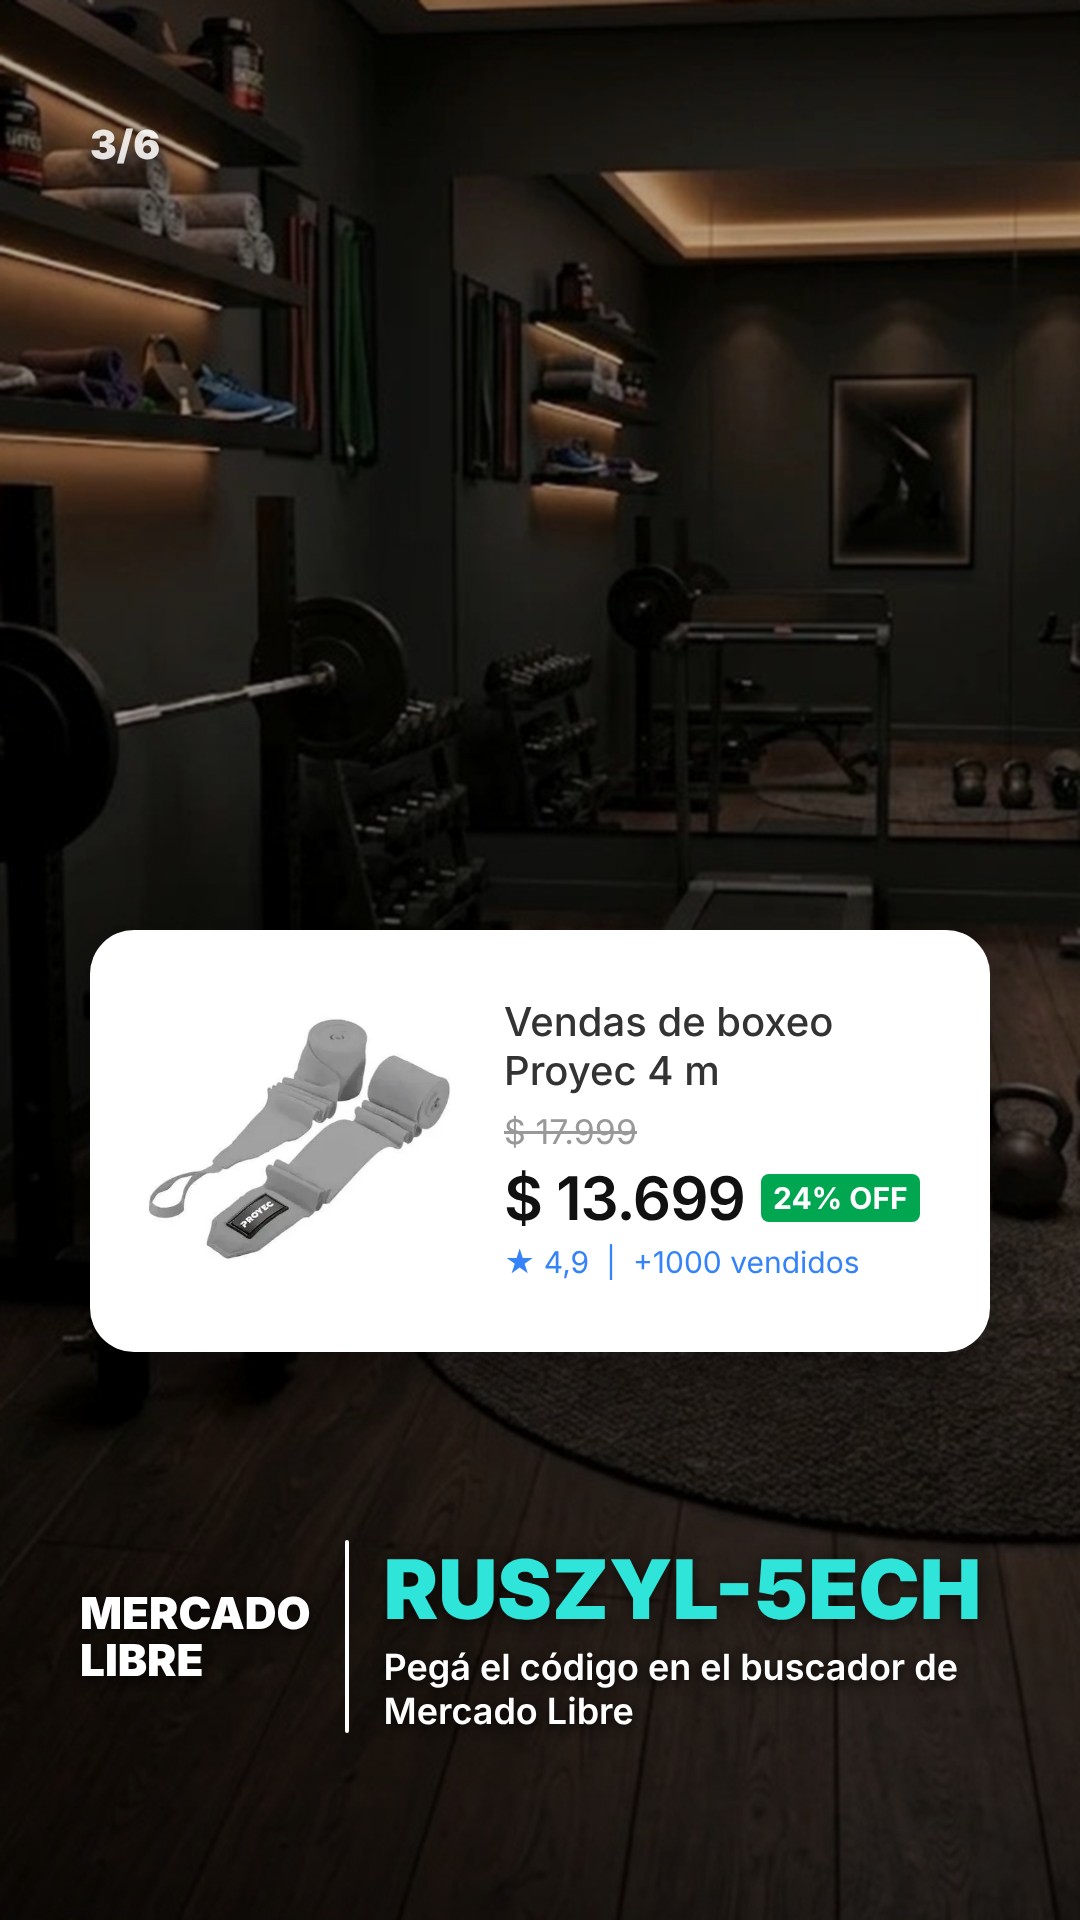 3/6
Vendas de boxeo
Proyec 4 m
$ 17.999
$ 13.699 24% OFF
★ 4,9 | +1000 vendidos
PROYEC
MERCADO
LIBRE
RUSZYL-5ECH
Pegá el código en el buscador de
Mercado Libre